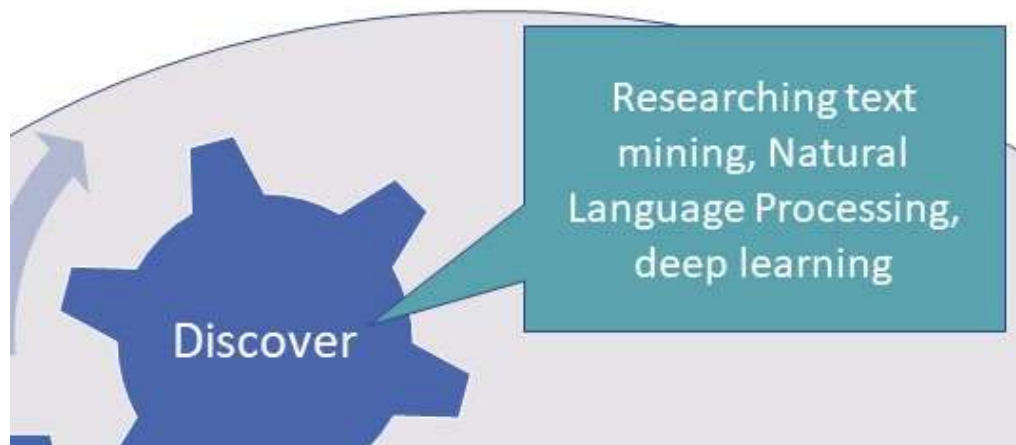 Researching text
mining, Natural
Language Processing,
deep learning
Discover